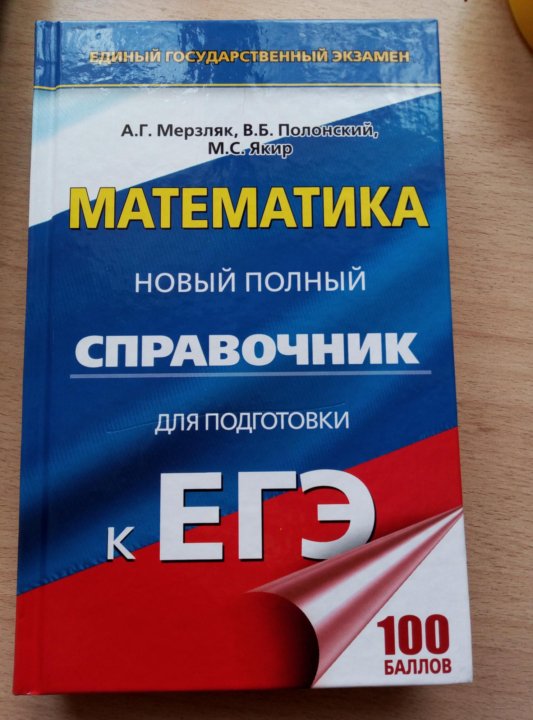 ЕДИНЫЙ ГОСУДАРСТВЕННЫЙ ЭКЗАМЕН
А.Г. Мерзляк, В.Б. Полонский,
М.С. Якир
МАТЕМАТИКА
НОВЫЙ ПОЛНЫЙ
СПРАВОЧНИК
ДЛЯ ПОДГОТОВКИ
К ЕГЭ
100
БАЛЛОВ